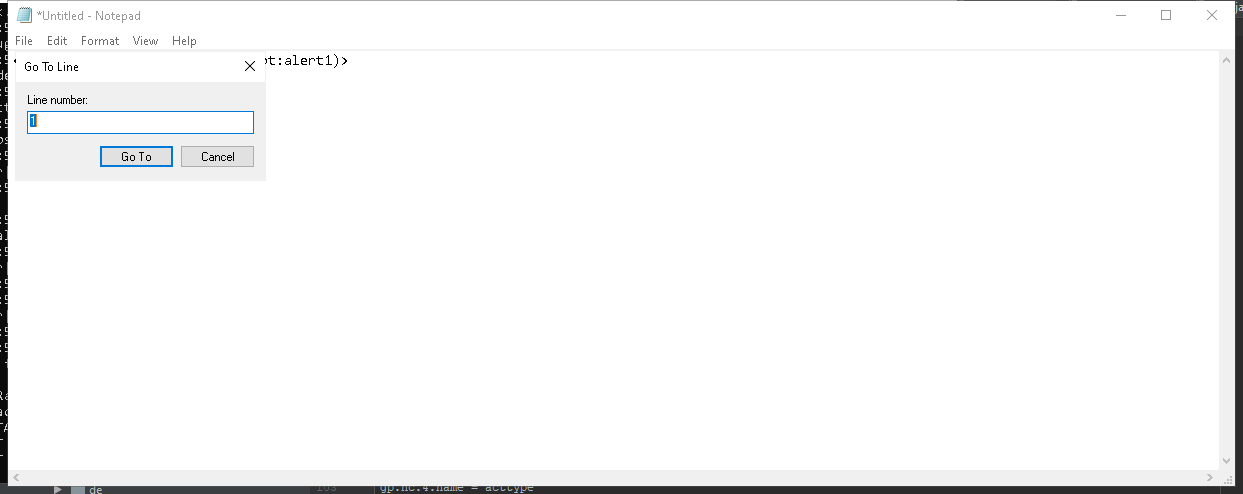 *Untitled - Notepad
File Edit Format View Help
pt:alert1)>
Go To Line
Line number:
1
Go To Cancel
de
gp.nc.4.name = acttype